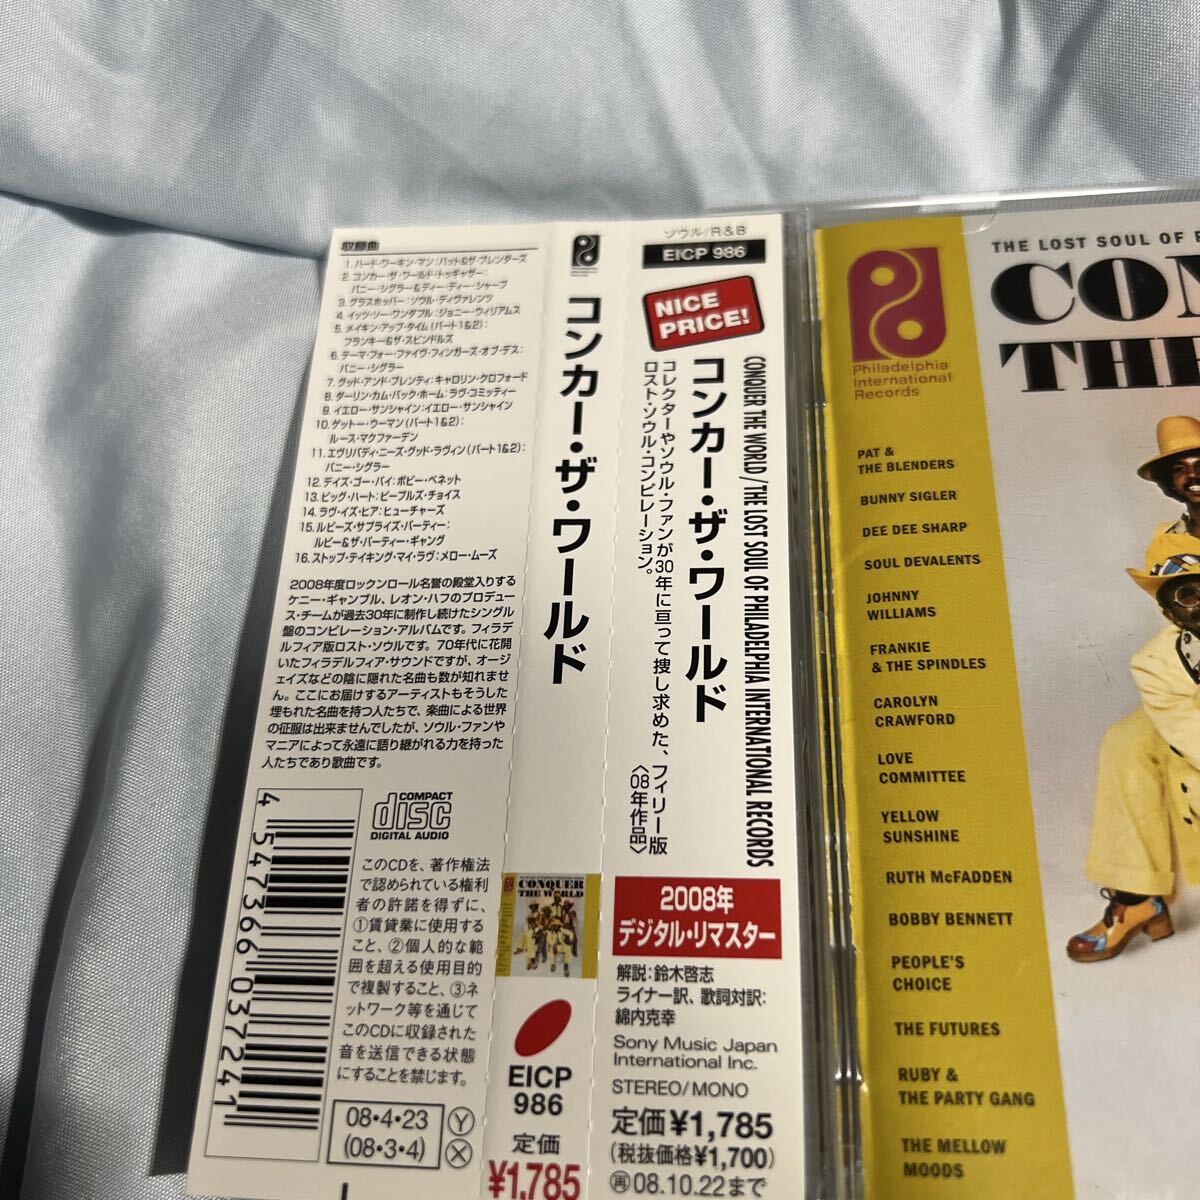 収録曲
1. ハード・ワーキン・マン：パット&ザ・ブレンダーズ
2. コンカー・ザ・ワールド・トゥギャザー：
バニー・シグラー&ディー・ディー・シャープ
3. グラスホッパー：ソウル・ディヴァレンツ
4. イッツ・ソー・ワンダフル：ジョニー・ウィリアムス
5. メイキン・アップ・タイム（パート1&2）：
フランキー&ザ・スピンドルズ
6. テーマ・フォー・ファイヴ・フィンガーズ・オブ・デス：
バニー・シグラー
7. グッド・アンド・プレンティ：キャロリン・クロフォード
8. ダーリン・カム・バック・ホーム：ラヴ・コミッティー
9. イエロー・サンシャイン：イエロー・サンシャイン
10. ゲットー・ウーマン（パート1&2）：
ルース・マクファーデン
11. エヴリバディ・ニーズ・グッド・ラヴィン（パート1&2）：
バニー・シグラー
12. デイズ・ゴー・バイ：ボビー・ベネット
13. ビッグ・ハート：ピープルズ・チョイス
14. ラヴ・イズ・ヒア：ヒューチャーズ
15. ルビーズ・サプライズ・パーティー：
ルビー&ザ・パーティー・ギャング
16. ストップ・テイキング・マイ・ラヴ：メロー・ムーズ
2008年度ロックンロール名誉の殿堂入りする
ケニー・ギャンブル、レオン・ハフのプロデュー
ス・チームが過去30年に制作し続けたシングル
盤のコンピレーション・アルバムです。フィラデ
ルフィア版ロスト・ソウルです。70年代に花開
いたフィラデルフィア・サウンドですが、オージ
ェイズなどの陰に隠れた名曲も数が知れませ
ん。ここにお届けするアーティストもそうした
埋もれた名曲を持つ人たちで、楽曲による世界
の征服は出来ませんでしたが、ソウル・ファンや
マニアによって永遠に語り継がれる力を持った
人たちであり歌曲です。
4 547366 037241
COMPACT
disc
DIGITAL AUDIO
このCDを、著作権法
で認められている権利
者の許諾を得ずに、
①賃貸業に使用する
こと、②個人的な範
囲を超える使用目的
で複製すること、③ネ
ットワーク等を通じて
このCDに収録された
音を送信できる状態
にすることを禁じます。
08・4・23
(08・3・4)
Y
X
Philadelphia
International
Records
コンカー・ザ・ワールド
CONQUER
THE WORLD
EICP
986
定価
¥1,785
ソウル/R&B
EICP 986
NICE
PRICE!
CONQUER THE WORLD/THE LOST SOUL OF PHILADELPHIA INTERNATIONAL RECORDS
コンカー・ザ・ワールド
コレクターやソウル・ファンが30年に亘って捜し求めた、フィリー版
ロスト・ソウル・コンピレーション。
〈08年作品〉
2008年
デジタル・リマスター
解説：鈴木啓志
ライナー訳、歌詞対訳：
綿内克幸
Sony Music Japan
International Inc.
STEREO/MONO
定価¥1,785
(税抜価格¥1,700)
再08.10.22まで
THE LOST SOUL OF
CON
THE
Philadelphia
International
Records
PAT &
THE BLENDERS
BUNNY SIGLER
DEE DEE SHARP
SOUL DEVALENTS
JOHNNY
WILLIAMS
FRANKIE
& THE SPINDLES
CAROLYN
CRAWFORD
LOVE
COMMITTEE
YELLOW
SUNSHINE
RUTH McFADDEN
BOBBY BENNETT
PEOPLE'S
CHOICE
THE FUTURES
RUBY &
THE PARTY GANG
THE MELLOW
MOODS